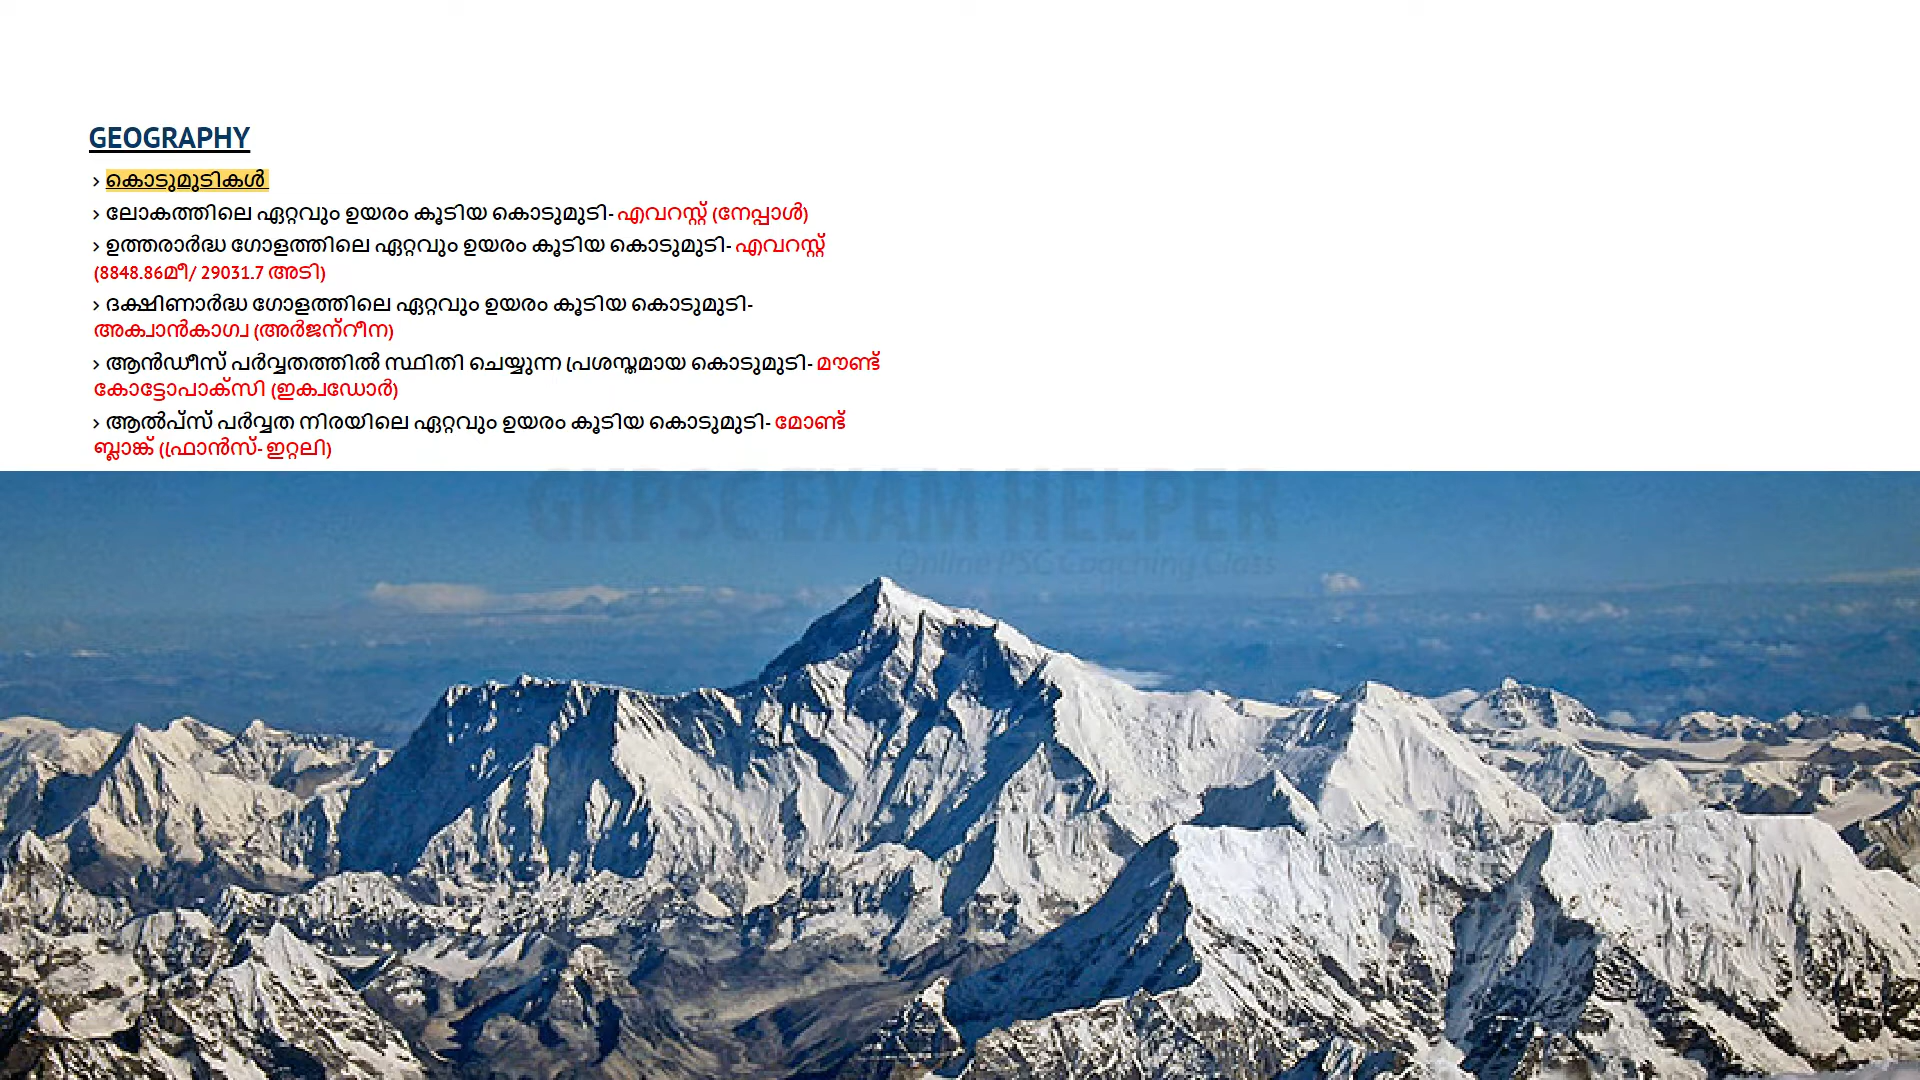 GEOGRAPHY
› കൊടുമുടികൾ
› ലോകത്തിലെ ഏറ്റവും ഉയരം കൂടിയ കൊടുമുടി- എവറസ്റ്റ് (നേപ്പാൾ)
› ഉത്തരാർദ്ധ ഗോളത്തിലെ ഏറ്റവും ഉയരം കൂടിയ കൊടുമുടി- എവറസ്റ്റ്
(8848.86മീ/ 29031.7 അടി)
› ദക്ഷിണാർദ്ധ ഗോളത്തിലെ ഏറ്റവും ഉയരം കൂടിയ കൊടുമുടി-
അക്വാൻകാഗ്വ (അർജന്റീന)
› ആൻഡീസ് പർവ്വതത്തിൽ സ്ഥിതി ചെയ്യുന്ന പ്രശസ്തമായ കൊടുമുടി- മൗണ്ട്
കോട്ടോപാക്സി (ഇക്വഡോർ)
› ആൽപ്സ് പർവ്വത നിരയിലെ ഏറ്റവും ഉയരം കൂടിയ കൊടുമുടി- മോണ്ട്
ബ്ലാങ്ക് (ഫ്രാൻസ്- ഇറ്റലി)
GKPSC EXAM HELPER
Online PSC Coaching Class